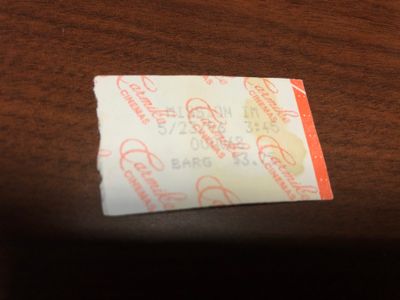 Carmike
CINEMAS
MISSION IM
5/23/96 3:45
BARG $3.